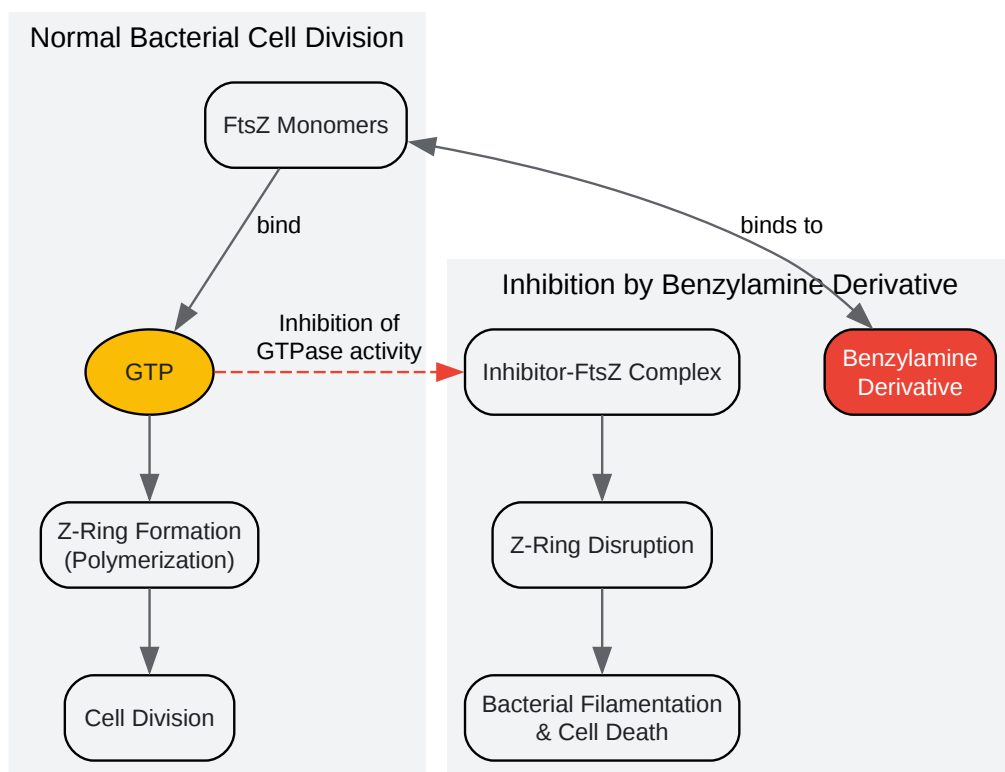 Normal Bacterial Cell Division
FtsZ Monomers
bind
binds to
Inhibition by Benzylamine Derivative
Inhibition of
GTPase activity
GTP
Inhibitor-FtsZ Complex
Benzylamine
Derivative
Z-Ring Formation
(Polymerization)
Z-Ring Disruption
Cell Division
Bacterial Filamentation
& Cell Death